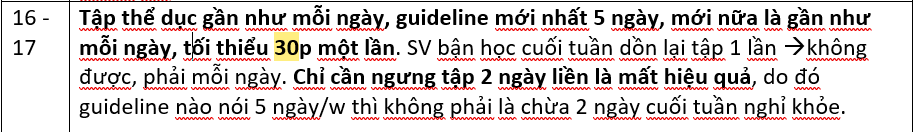 16 - Tập thể dục gần như mỗi ngày, guideline mới nhất 5 ngày, mới nữa là gần như
17 mỗi ngày, tối thiểu 30p một lần. SV bận học cuối tuần dồn lại tập 1 lần →không
được, phải mỗi ngày. Chỉ cần ngưng tập 2 ngày liền là mất hiệu quả, do đó
guideline nào nói 5 ngày/w thì không phải là chừa 2 ngày cuối tuần nghỉ khỏe.